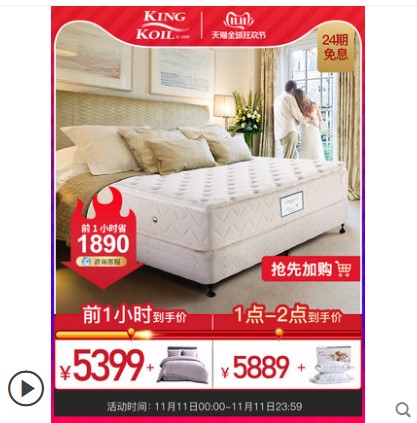 KING
KOIL
天猫全球狂欢节
24期
免息
前1小时省
1890
咨询客服
抢先加购
前1小时到手价
1点-2点到手价
¥5399+
¥5889+
活动时间：11月11日00:00-11月11日23:59